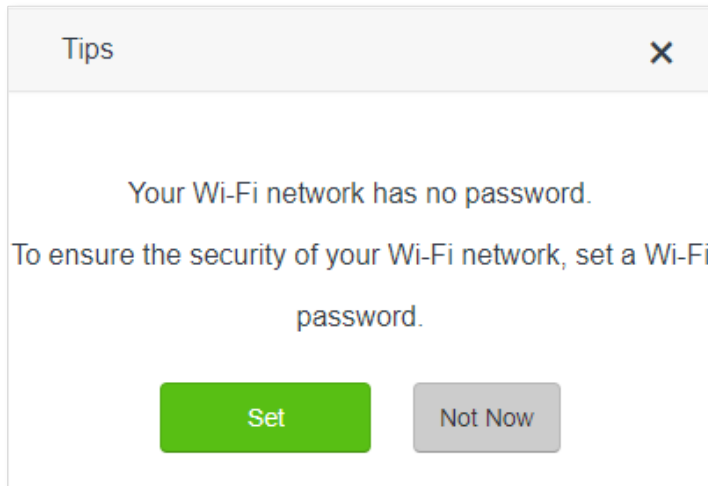 Tips
Your Wi-Fi network has no password.
To ensure the security of your Wi-Fi network, set a Wi-Fi
password.
Set
Not Now